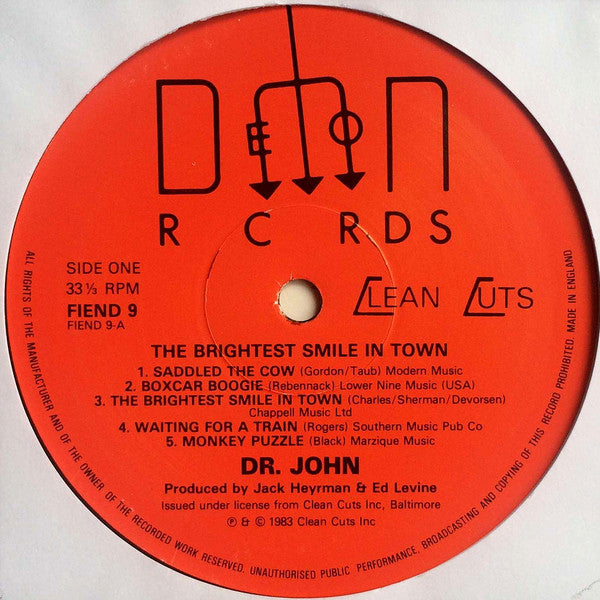 DEMON
RECORDS
SIDE ONE
33⅓ RPM
FIEND 9
FIEND 9-A
CLEAN CUTS
THE BRIGHTEST SMILE IN TOWN
1. SADDLED THE COW (Gordon/Taub) Modern Music
2. BOXCAR BOOGIE (Rebennack) Lower Nine Music (USA)
3. THE BRIGHTEST SMILE IN TOWN (Charles/Sherman/Devorsen)
Chappell Music Ltd
4. WAITING FOR A TRAIN (Rogers) Southern Music Pub Co
5. MONKEY PUZZLE (Black) Marzique Music
DR. JOHN
Produced by Jack Heyrman & Ed Levine
Issued under license from Clean Cuts Inc, Baltimore
℗ & © 1983 Clean Cuts Inc
ALL RIGHTS OF THE MANUFACTURER AND OF THE OWNER OF THE RECORDED WORK RESERVED. UNAUTHORISED PUBLIC PERFORMANCE, BROADCASTING AND COPYING OF THIS RECORD PROHIBITED. MADE IN ENGLAND